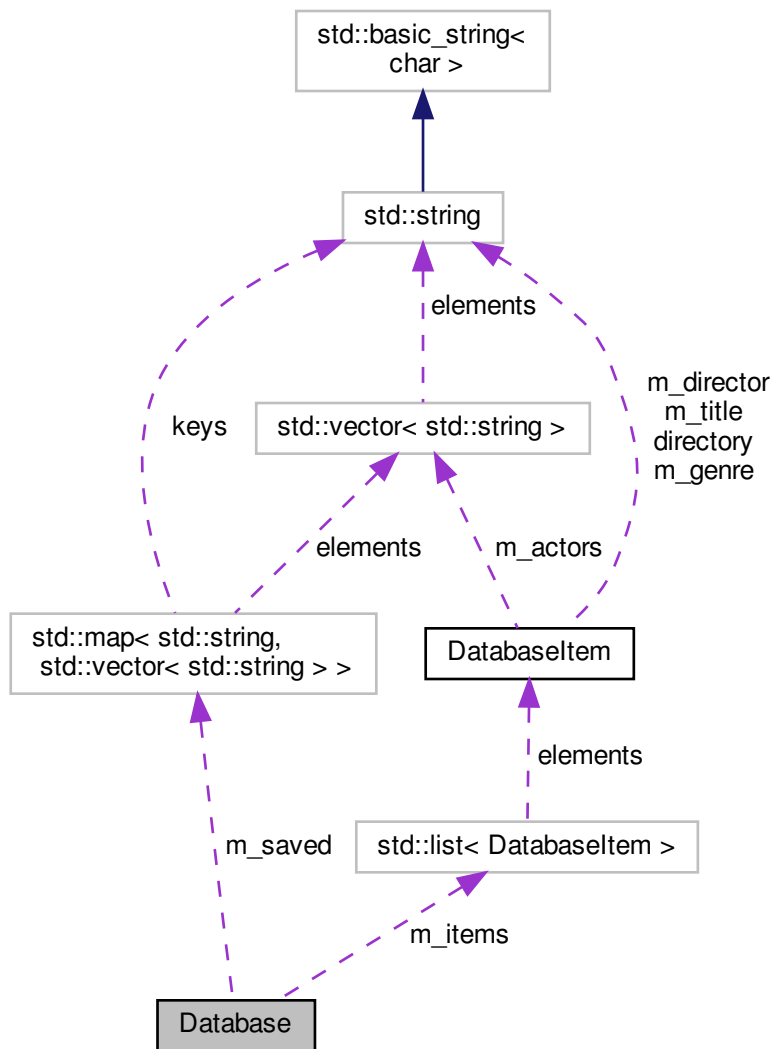 std::basic_string<
char >
std::string
elements
m_director
m_title
directory
m_genre
keys
std::vector< std::string >
elements
m_actors
std::map< std::string,
std::vector< std::string > >
DatabaseItem
elements
m_saved
std::list< DatabaseItem >
m_items
Database